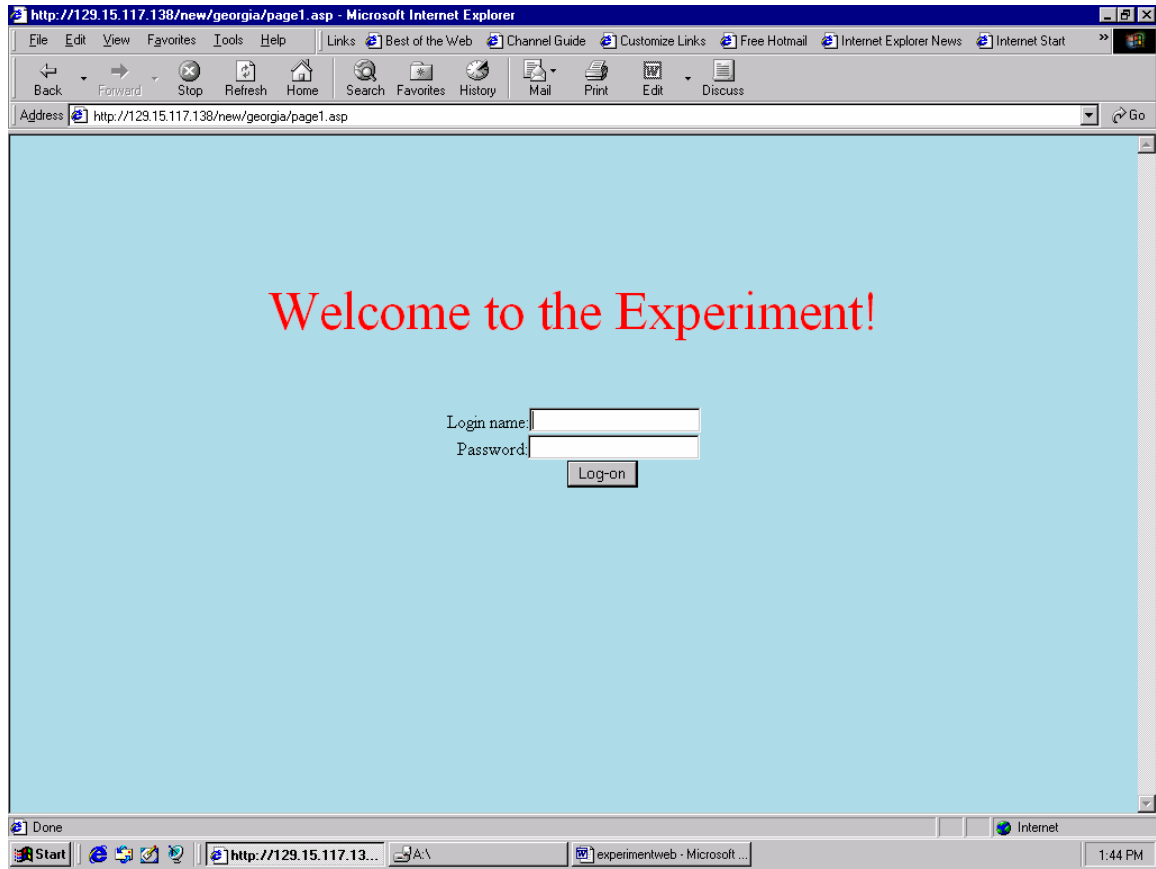 http://129.15.117.138/new/georgia/page1.asp - Microsoft Internet Explorer
File Edit View Favorites Tools Help Links Best of the Web Channel Guide Customize Links Free Hotmail Internet Explorer News Internet Start »
Back Forward Stop Refresh Home Search Favorites History Mail Print Edit Discuss
Address http://129.15.117.138/new/georgia/page1.asp Go
Welcome to the Experiment!
Login name:
Password:
Log-on
Done Internet
Start http://129.15.117.13... A:\ experimentweb - Microsoft ... 1:44 PM